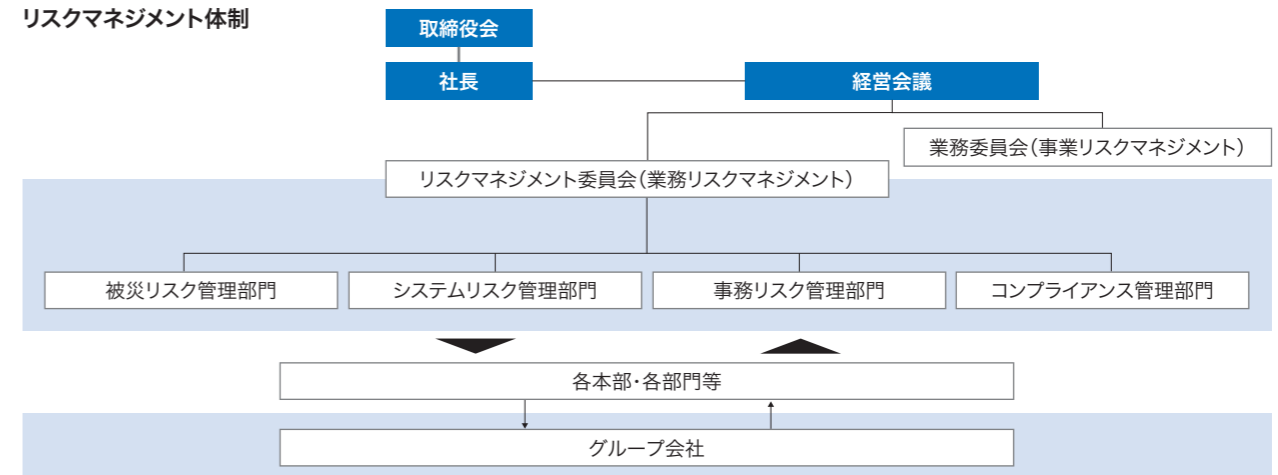 リスクマネジメント体制
取締役会
社長
経営会議
業務委員会（事業リスクマネジメント）
リスクマネジメント委員会（業務リスクマネジメント）
被災リスク管理部門
システムリスク管理部門
事務リスク管理部門
コンプライアンス管理部門
各本部・各部門等
グループ会社